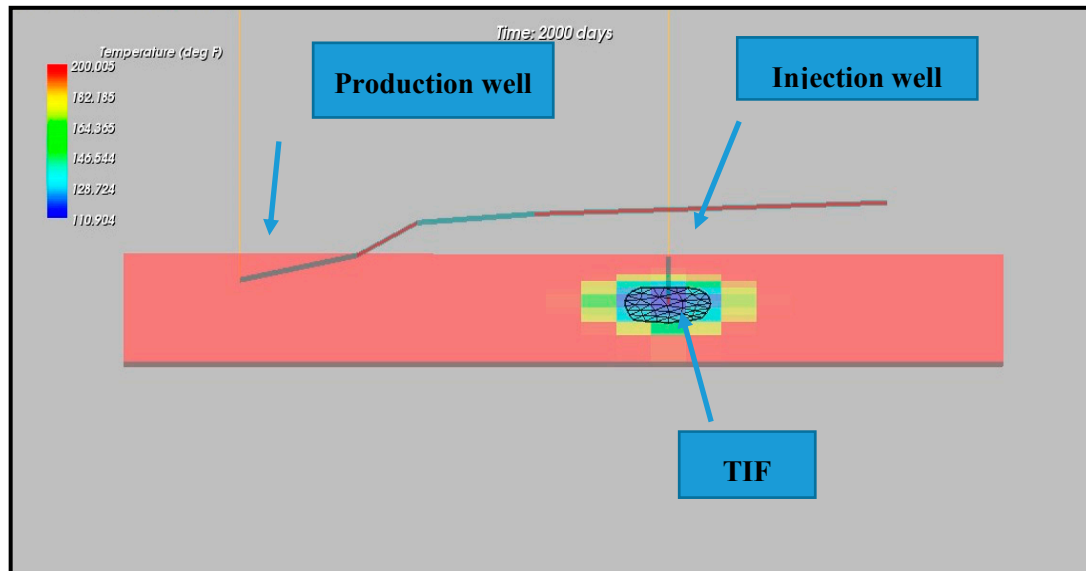 Time: 2000 days
Temperature (deg F)
200.005
182.185
164.365
146.544
128.724
110.904
Production well
Injection well
TIF